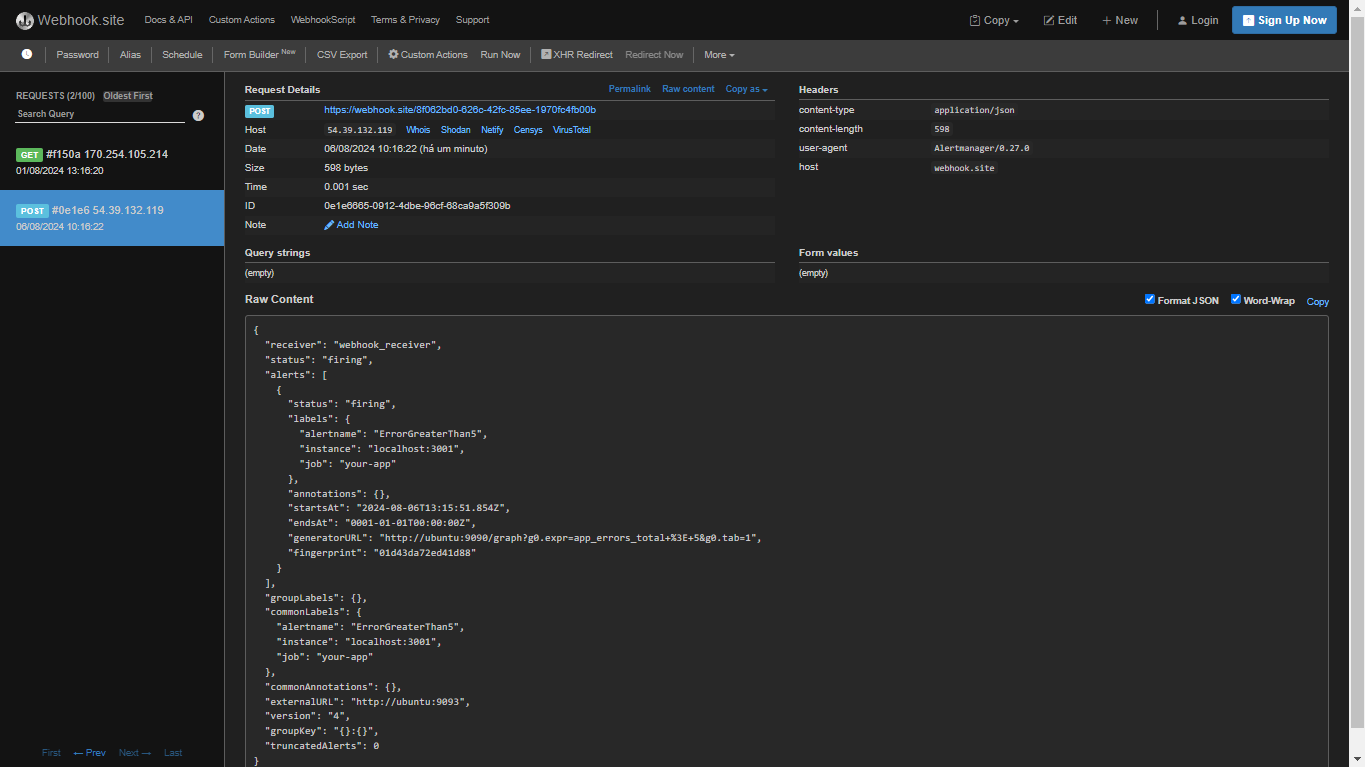 Webhook.site Docs & API Custom Actions WebhookScript Terms & Privacy Support Copy Edit + New Login Sign Up Now
Password Alias Schedule Form Builder New CSV Export Custom Actions Run Now XHR Redirect Redirect Now More
REQUESTS (2/100) Oldest First
Search Query ?
GET #f150a 170.254.105.214
01/08/2024 13:16:20
POST #0e1e6 54.39.132.119
06/08/2024 10:16:22
First ← Prev Next → Last
Request Details Permalink Raw content Copy as
POST https://webhook.site/8f062bd0-626c-42fc-85ee-1970fc4fb00b
Host 54.39.132.119 Whois Shodan Netify Censys VirusTotal
Date 06/08/2024 10:16:22 (há um minuto)
Size 598 bytes
Time 0.001 sec
ID 0e1e6665-0912-4dbe-96cf-68ca9a5f309b
Note Add Note
Headers
content-type application/json
content-length 598
user-agent Alertmanager/0.27.0
host webhook.site
Query strings
(empty)
Form values
(empty)
Raw Content Format JSON Word-Wrap Copy
{
"receiver": "webhook_receiver",
"status": "firing",
"alerts": [
{
"status": "firing",
"labels": {
"alertname": "ErrorGreaterThan5",
"instance": "localhost:3001",
"job": "your-app"
},
"annotations": {},
"startsAt": "2024-08-06T13:15:51.854Z",
"endsAt": "0001-01-01T00:00:00Z",
"generatorURL": "http://ubuntu:9090/graph?g0.expr=app_errors_total+%3E+5&g0.tab=1",
"fingerprint": "01d43da72ed41d88"
}
],
"groupLabels": {},
"commonLabels": {
"alertname": "ErrorGreaterThan5",
"instance": "localhost:3001",
"job": "your-app"
},
"commonAnnotations": {},
"externalURL": "http://ubuntu:9093",
"version": "4",
"groupKey": "{}:{}",
"truncatedAlerts": 0
}